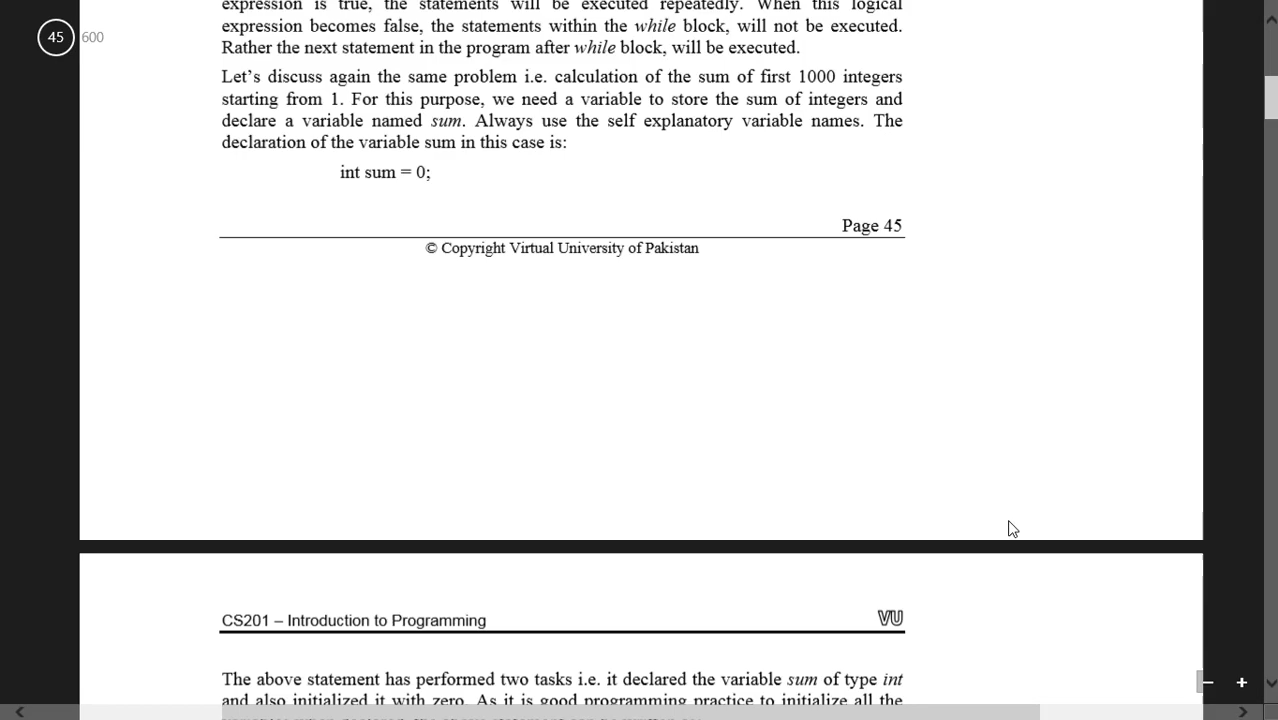 expression is true, the statements will be executed repeatedly. When this logical
45 600
expression becomes false, the statements within the while block, will not be executed.
Rather the next statement in the program after while block, will be executed.
Let's discuss again the same problem i.e. calculation of the sum of first 1000 integers
starting from 1. For this purpose, we need a variable to store the sum of integers and
declare a variable named sum. Always use the self explanatory variable names. The
declaration of the variable sum in this case is:
int sum = 0;
Page 45
© Copyright Virtual University of Pakistan
CS201 – Introduction to Programming
VU
The above statement has performed two tasks i.e. it declared the variable sum of type int
and also initialized it with zero. As it is good programming practice to initialize all the